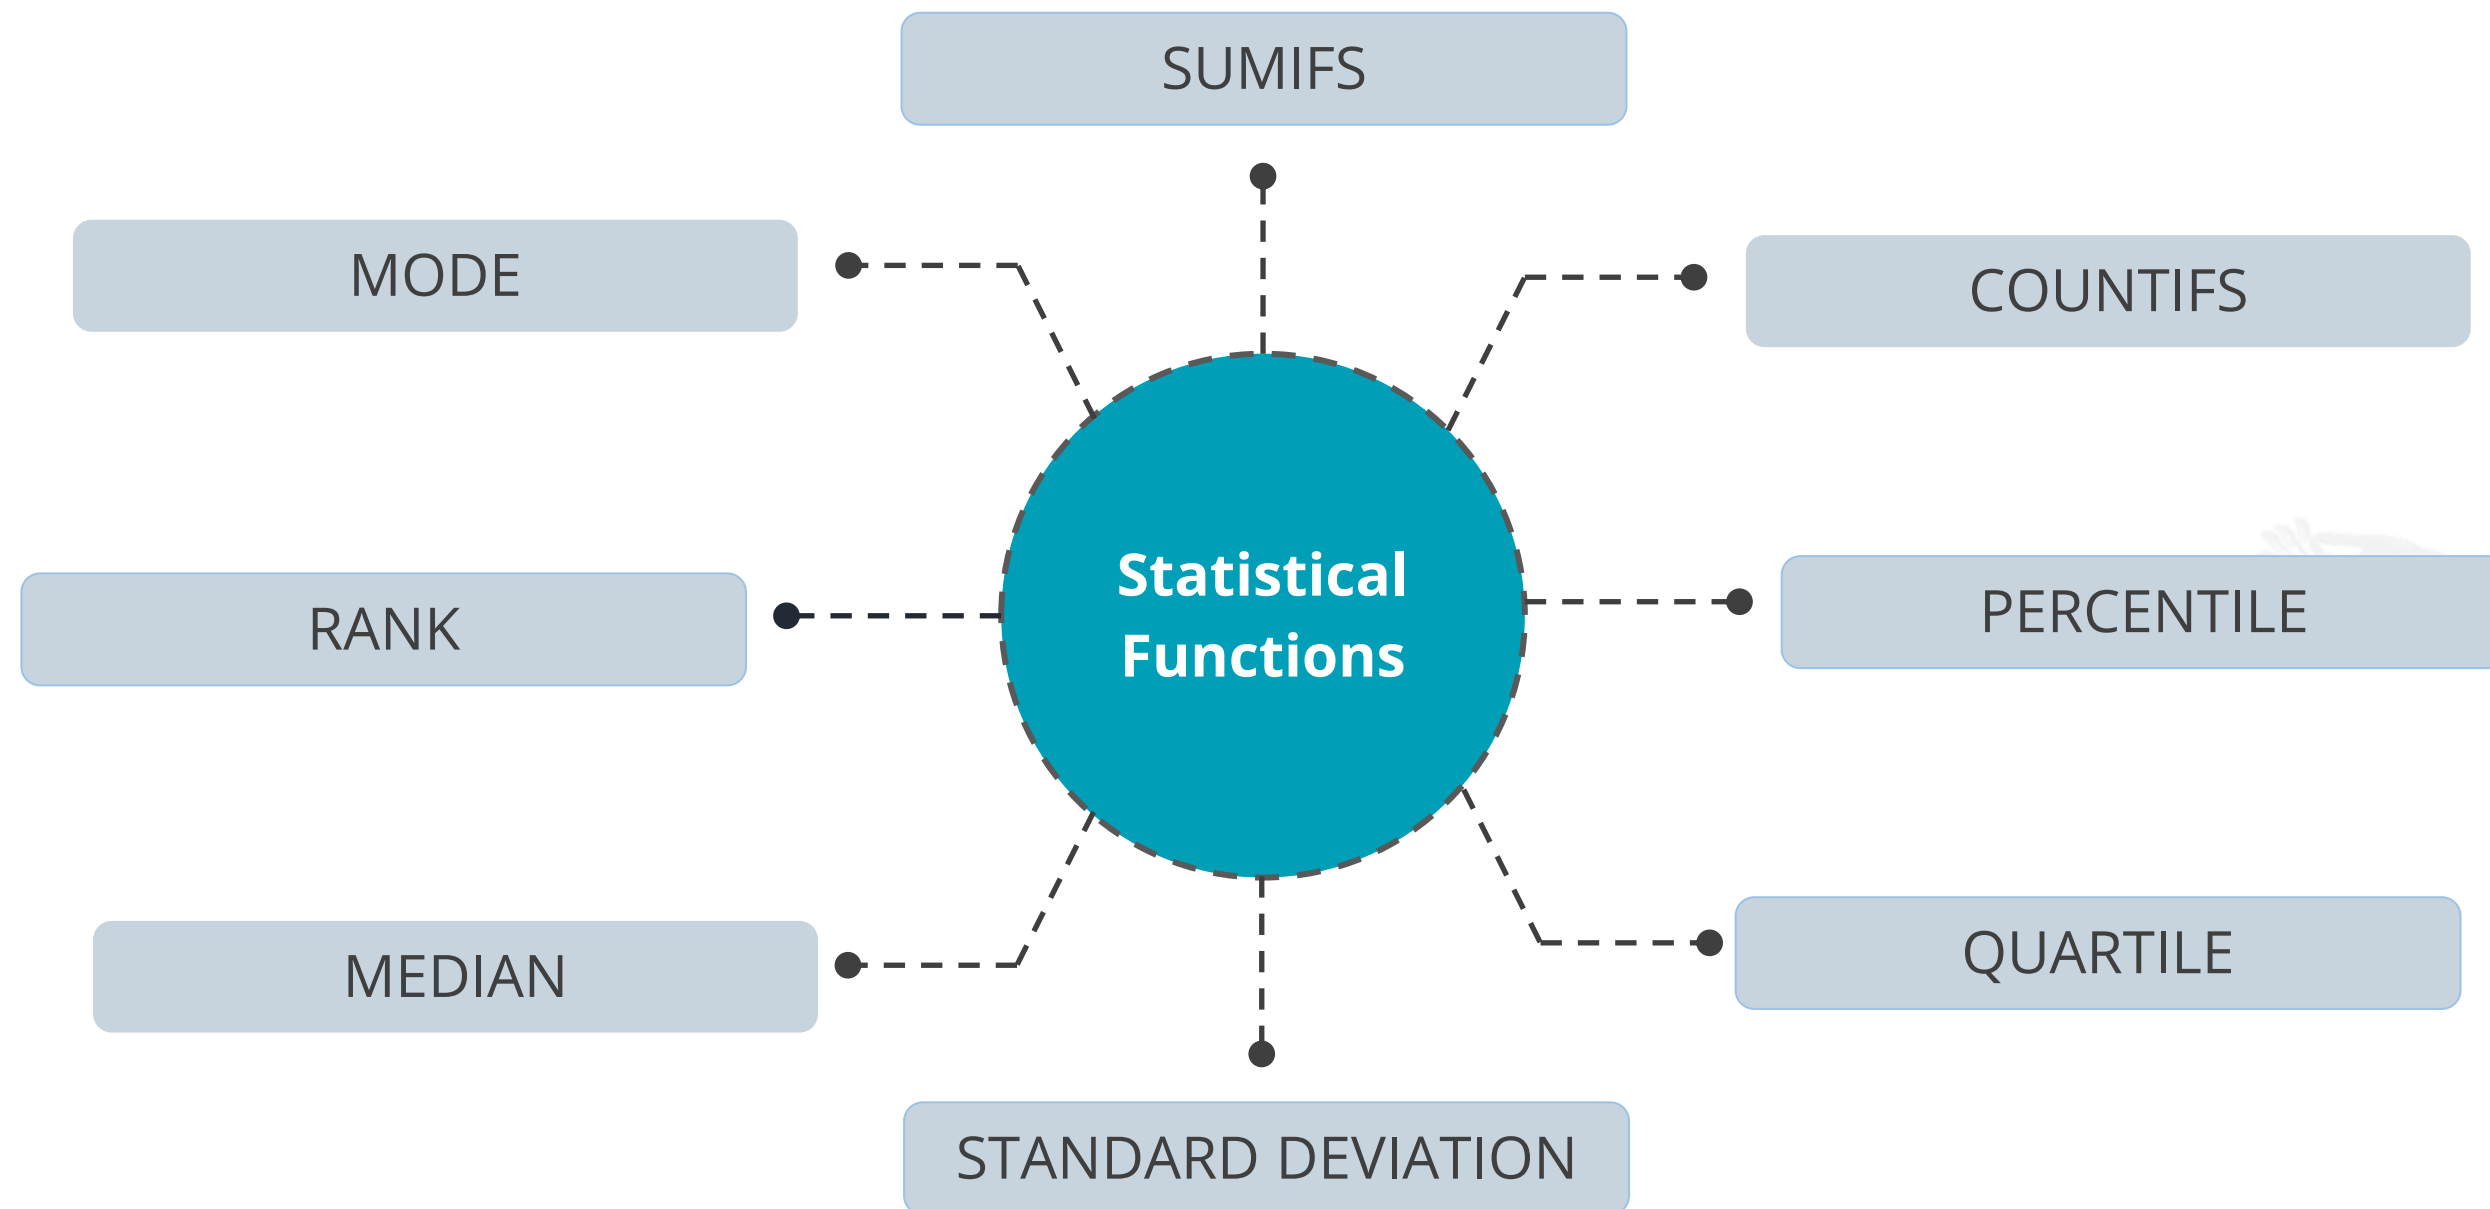 SUMIFS
MODE
COUNTIFS
Statistical
Functions
PERCENTILE
RANK
QUARTILE
MEDIAN
STANDARD DEVIATION